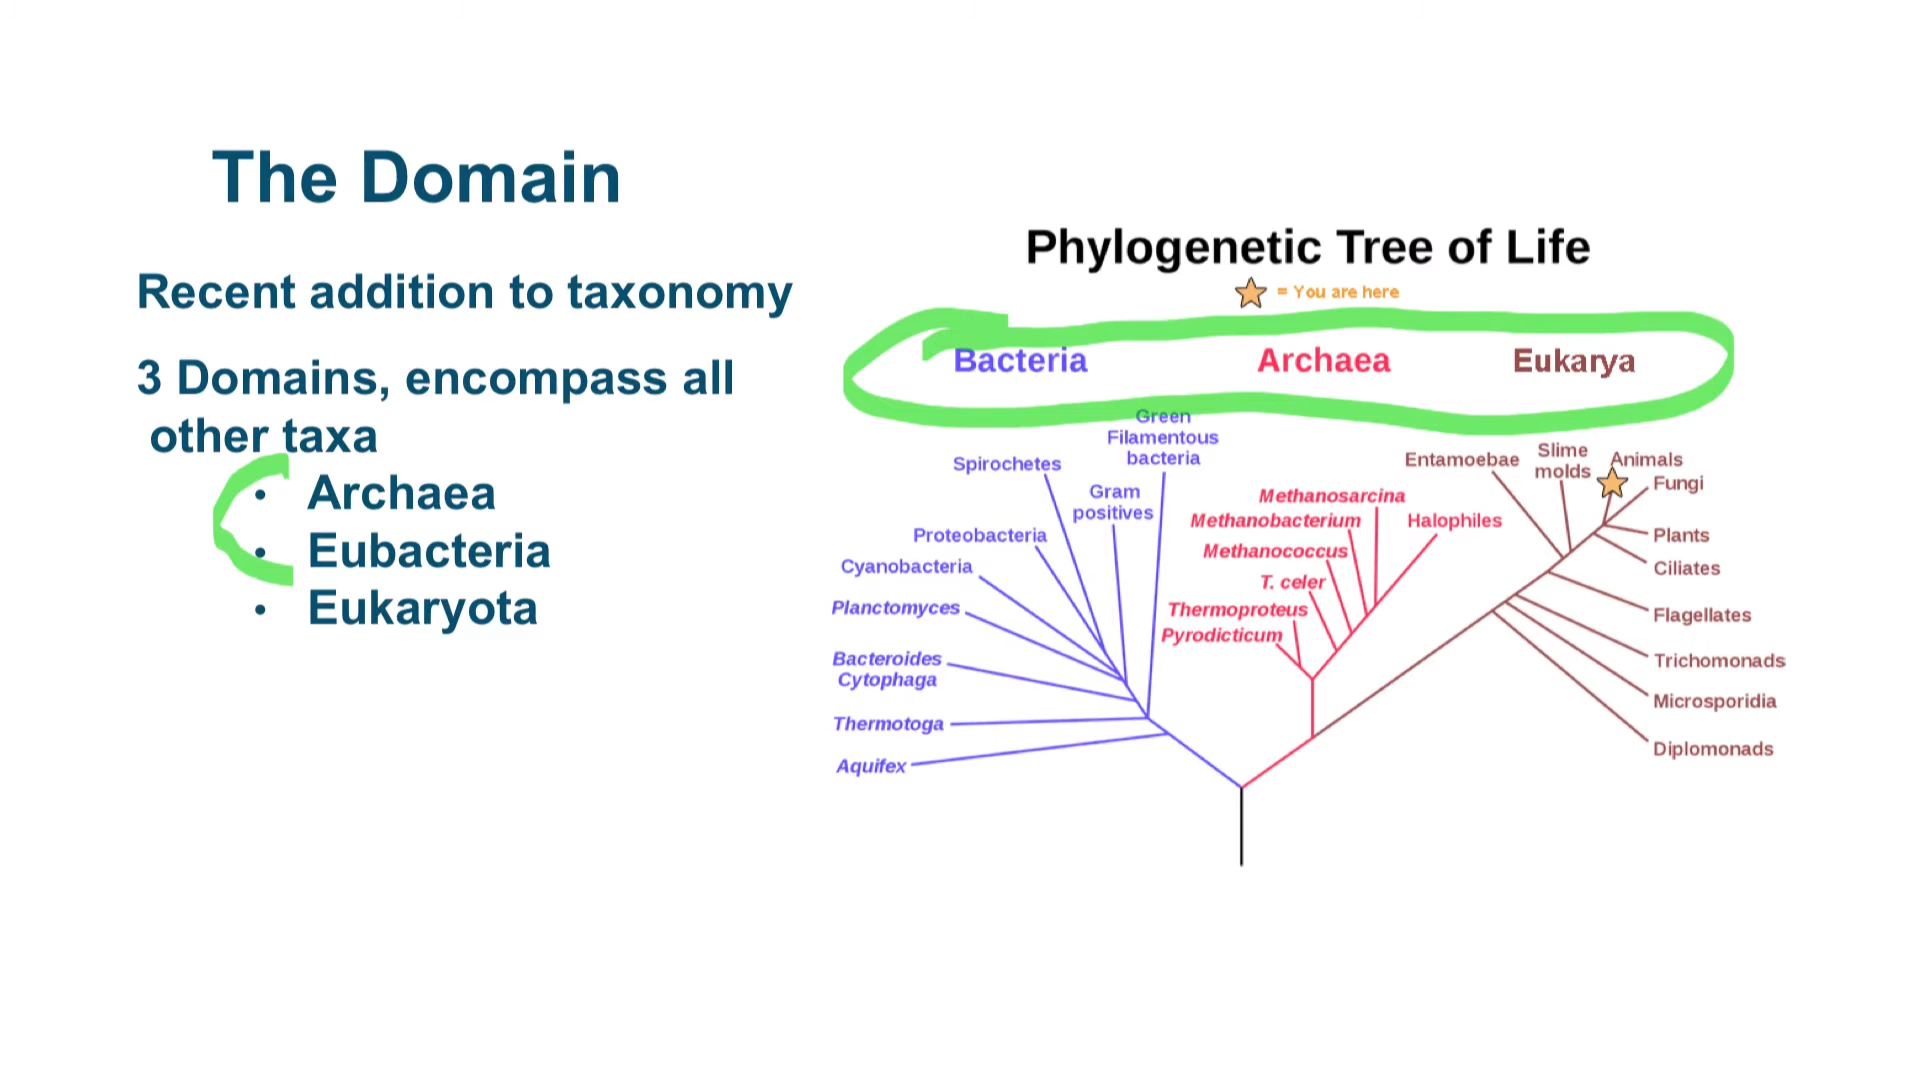 The Domain
Recent addition to taxonomy
3 Domains, encompass all
other taxa
• Archaea
• Eubacteria
• Eukaryota
Phylogenetic Tree of Life
= You are here
Bacteria
Archaea
Eukarya
Green
Filamentous
bacteria
Spirochetes
Gram
positives
Proteobacteria
Cyanobacteria
Planctomyces
Bacteroides
Cytophaga
Thermotoga
Aquifex
Methanosarcina
Methanobacterium
Halophiles
Methanococcus
T. celer
Thermoproteus
Pyrodicticum
Entamoebae
Slime
molds
Animals
Fungi
Plants
Ciliates
Flagellates
Trichomonads
Microsporidia
Diplomonads